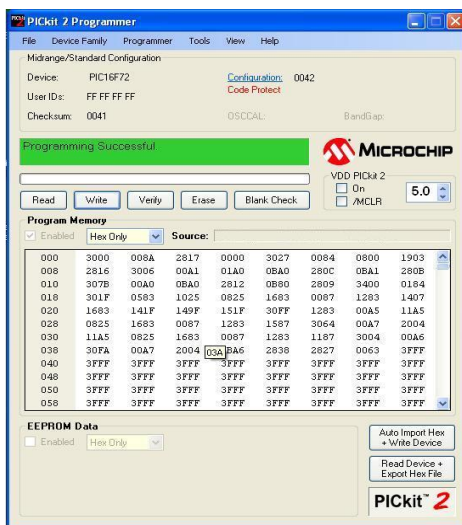 PICkit 2 Programmer
File Device Family Programmer Tools View Help
Midrange/Standard Configuration
Device: PIC16F72 Configuration: 0042
Code Protect
User IDs: FF FF FF FF
Checksum: 0041 OSCCAL: BandGap:
Programming Successful
MICROCHIP
VDD PICkit 2
On
/MCLR
5.0
Read Write Verify Erase Blank Check
Program Memory
Enabled Hex Only Source:
000 3000 008A 2817 0000 3027 0084 0800 1903
008 2816 3006 00A1 01A0 0BA0 280C 0BA1 280B
010 307B 00A0 0BA0 2812 0B80 2809 3400 0184
018 301F 0583 1025 0825 1683 0087 1283 1407
020 1683 141F 149F 151F 30FF 1283 00A5 11A5
028 0825 1683 0087 1283 1587 3064 00A7 2004
030 11A5 0825 1683 0087 1283 1187 3004 00A6
038 30FA 00A7 2004 03A BA6 2838 2827 0063 3FFF
040 3FFF 3FFF 3FFF 3FFF 3FFF 3FFF 3FFF 3FFF
048 3FFF 3FFF 3FFF 3FFF 3FFF 3FFF 3FFF 3FFF
050 3FFF 3FFF 3FFF 3FFF 3FFF 3FFF 3FFF 3FFF
058 3FFF 3FFF 3FFF 3FFF 3FFF 3FFF 3FFF 3FFF
EEPROM Data
Enabled Hex Only
Auto Import Hex
+ Write Device
Read Device +
Export Hex File
PICkit™ 2